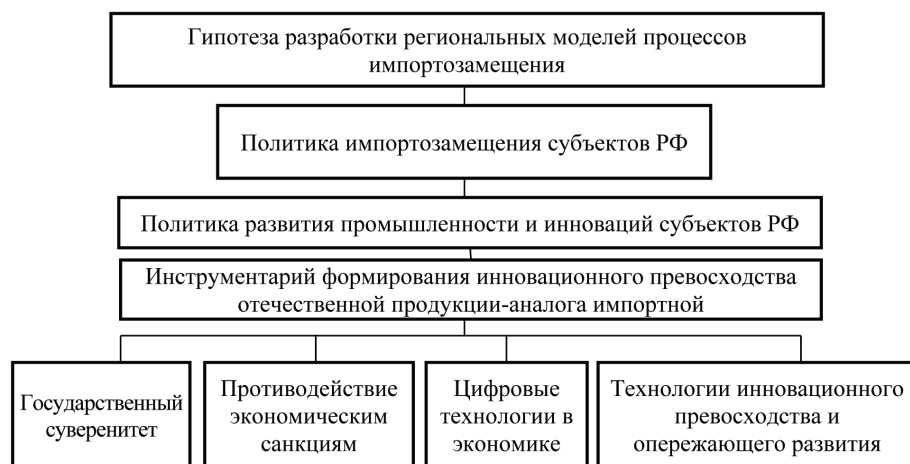 Гипотеза разработки региональных моделей процессов
импортозамещения
Политика импортозамещения субъектов РФ
Политика развития промышленности и инноваций субъектов РФ
Инструментарий формирования инновационного превосходства
отечественной продукции-аналога импортной
Государственный
суверенитет
Противодействие
экономическим
санкциям
Цифровые
технологии в
экономике
Технологии инновационного
превосходства и
опережающего развития